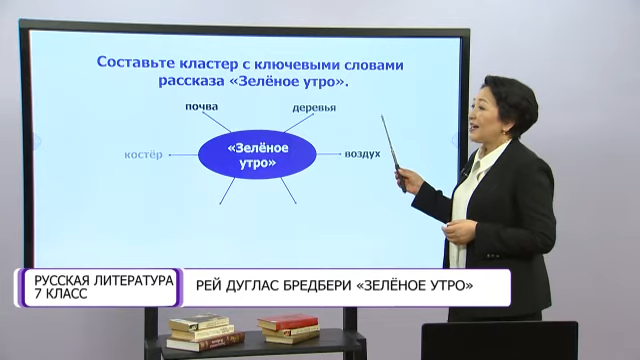 Составьте кластер с ключевыми словами
рассказа «Зелёное утро».
почва
деревья
костёр
«Зелёное
утро»
воздух
РУССКАЯ ЛИТЕРАТУРА
7 КЛАСС
РЕЙ ДУГЛАС БРЕДБЕРИ «ЗЕЛЁНОЕ УТРО»